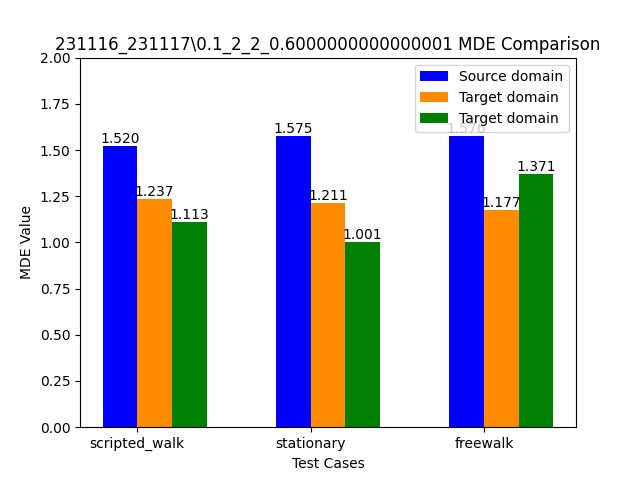 231116_231117\0.1_2_2_0.6000000000000001 MDE Comparison
2.00
1.75
1.50
1.25
1.00
0.75
0.50
0.25
0.00
MDE Value
Source domain
Target domain
Target domain
1.520
1.237
1.113
1.575
1.211
1.001
1.576
1.177
1.371
scripted_walk
stationary
freewalk
Test Cases